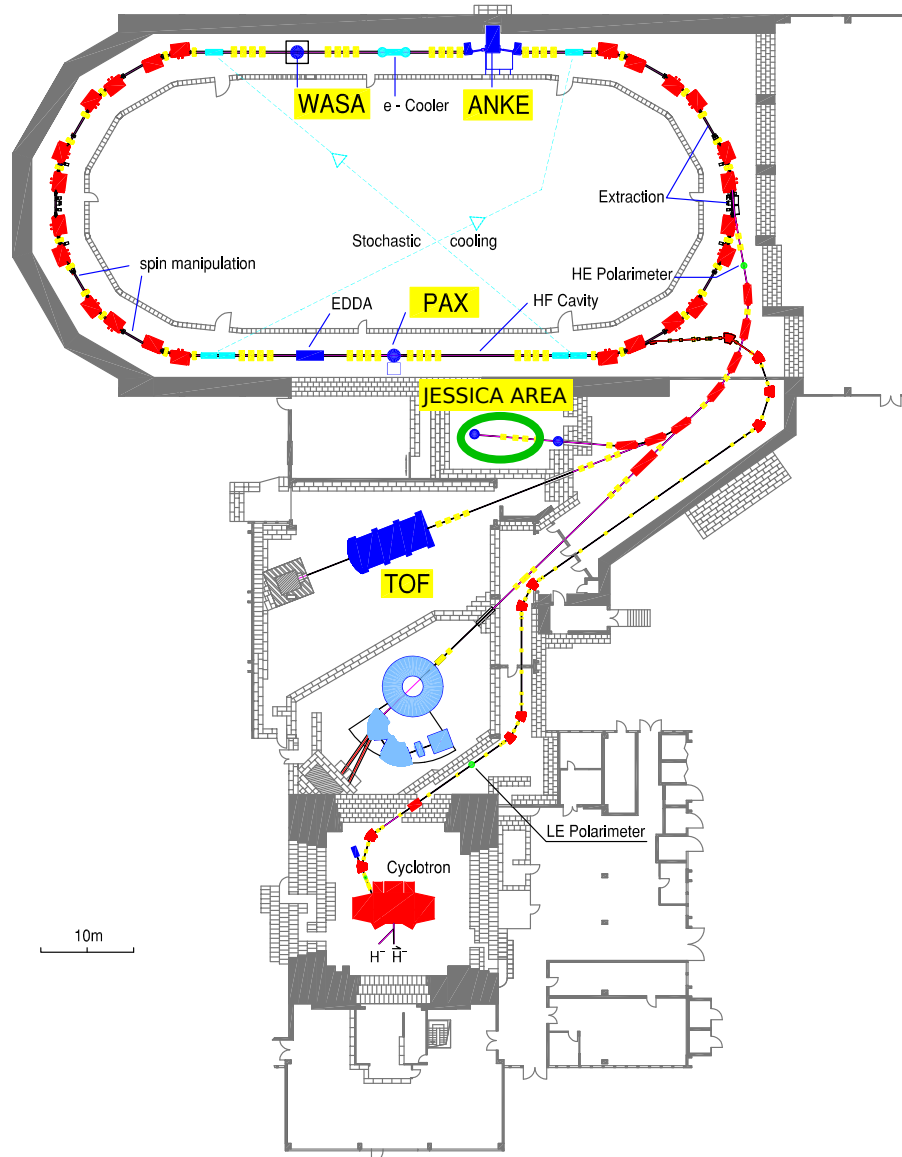 WASA
e - Cooler
ANKE
Extraction
Stochastic cooling
spin manipulation
HE Polarimeter
EDDA
PAX
HF Cavity
JESSICA AREA
TOF
LE Polarimeter
Cyclotron
10m
H⁻ H⃗⁻